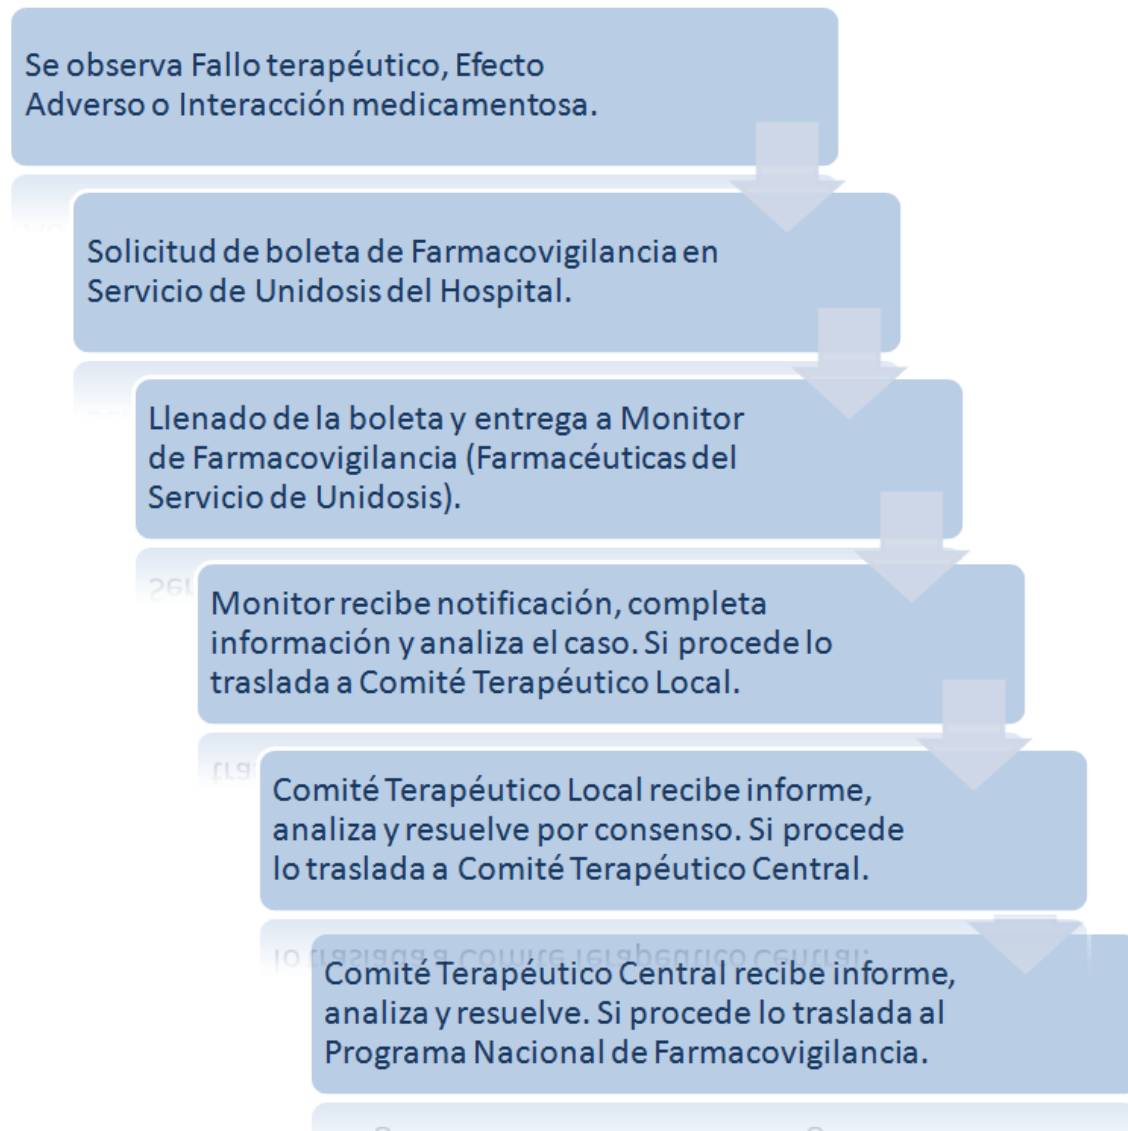 Se observa Fallo terapéutico, Efecto
Adverso o Interacción medicamentosa.
Solicitud de boleta de Farmacovigilancia en
Servicio de Unidosis del Hospital.
Llenado de la boleta y entrega a Monitor
de Farmacovigilancia (Farmacéuticas del
Servicio de Unidosis).
Monitor recibe notificación, completa
información y analiza el caso. Si procede lo
traslada a Comité Terapéutico Local.
Comité Terapéutico Local recibe informe,
analiza y resuelve por consenso. Si procede
lo traslada a Comité Terapéutico Central.
Comité Terapéutico Central recibe informe,
analiza y resuelve. Si procede lo traslada al
Programa Nacional de Farmacovigilancia.